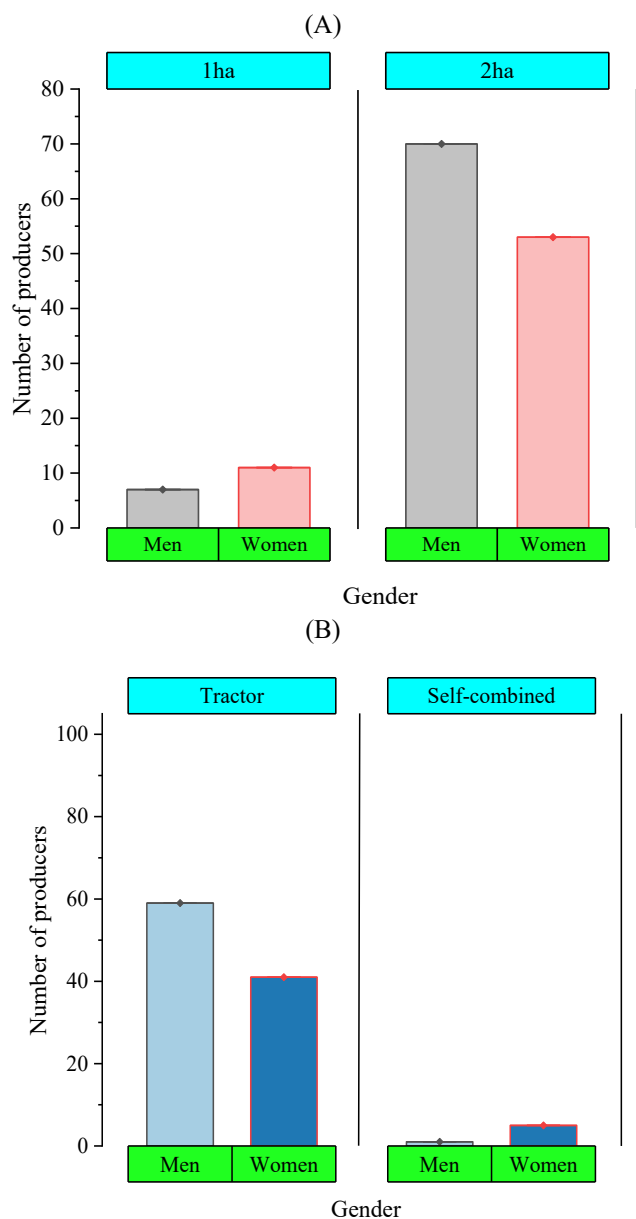 (A)
1ha 2ha
80
70
60
50
40
30
20
10
0
Number of producers
Men Women Men Women
Gender
(B)
Tractor Self-combined
100
80
60
40
20
0
Number of producers
Men Women Men Women
Gender